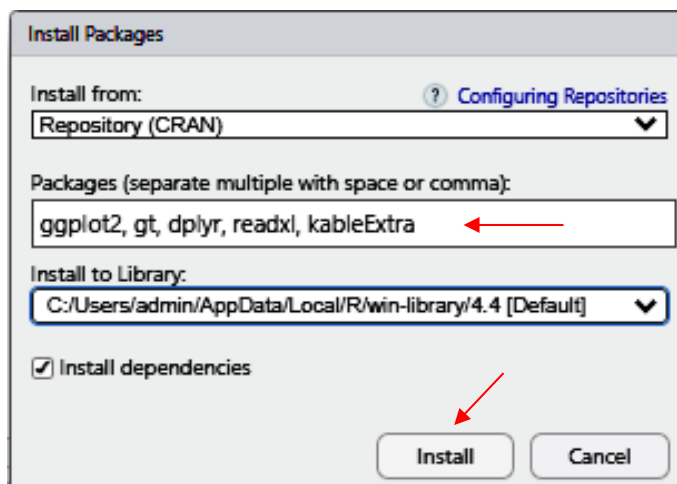 Install Packages
Install from:
? Configuring Repositories
Repository (CRAN)
Packages (separate multiple with space or comma):
ggplot2, gt, dplyr, readxl, kableExtra
Install to Library:
C:/Users/admin/AppData/Local/R/win-library/4.4 [Default]
Install dependencies
Install
Cancel